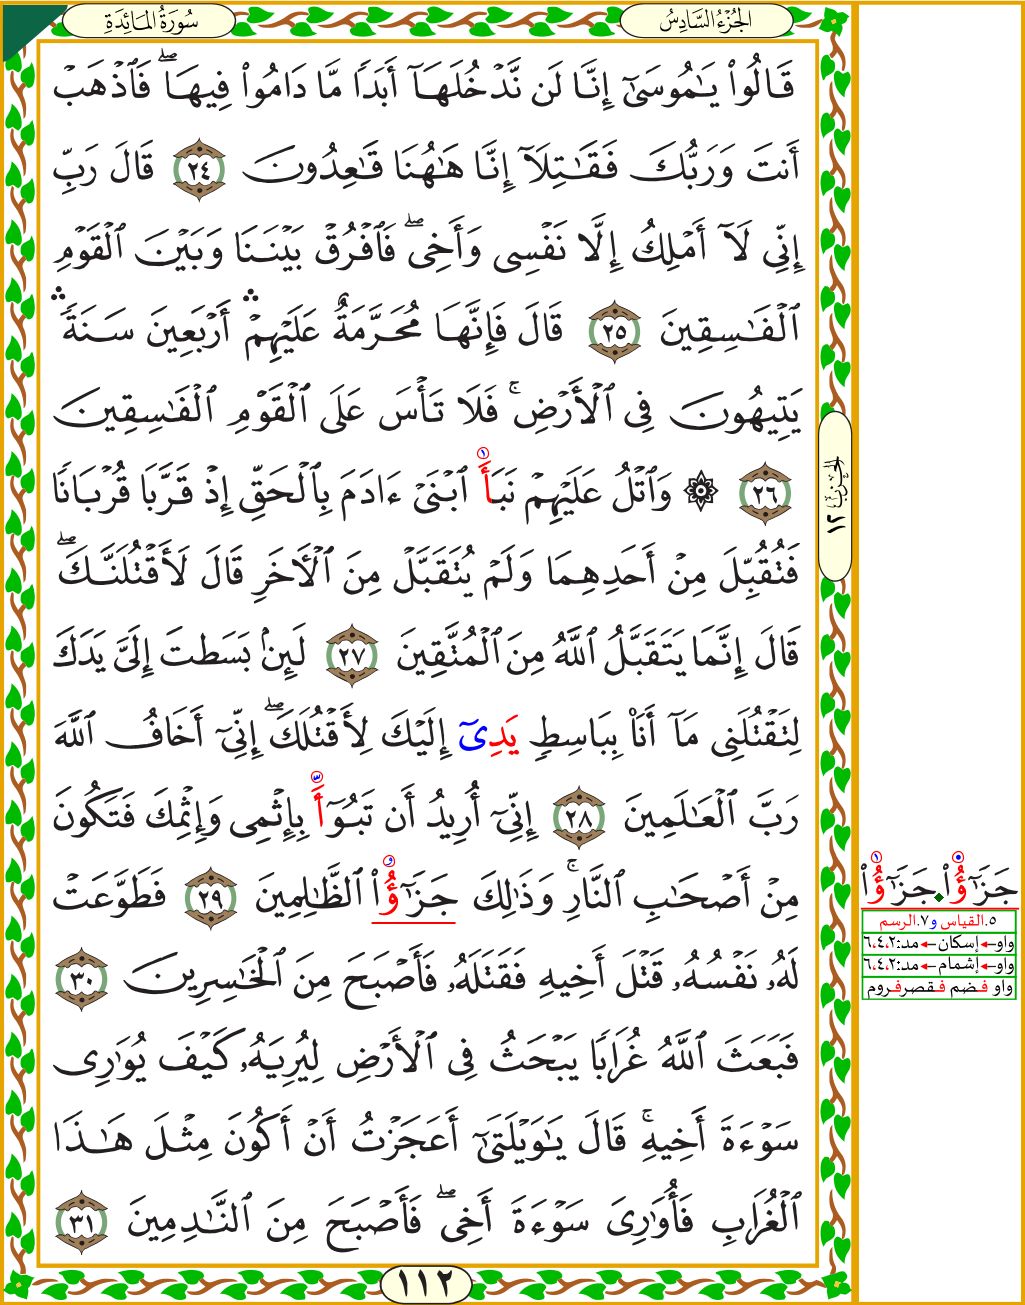 الجُزْءُ السَّادِسُ
سُورَةُ المَائِدَةِ
قَالُوا۟ يَـٰمُوسَىٰٓ إِنَّا لَن نَّدْخُلَهَآ أَبَدًا مَّا دَامُوا۟ فِيهَا ۖ فَٱذْهَبْ
أَنتَ وَرَبُّكَ فَقَـٰتِلَآ إِنَّا هَـٰهُنَا قَـٰعِدُونَ ٢٤ قَالَ رَبِّ
إِنِّى لَآ أَمْلِكُ إِلَّا نَفْسِى وَأَخِى ۖ فَٱفْرُقْ بَيْنَنَا وَبَيْنَ ٱلْقَوْمِ
ٱلْفَـٰسِقِينَ ٢٥ قَالَ فَإِنَّهَا مُحَرَّمَةٌ عَلَيْهِمْ ۛ أَرْبَعِينَ سَنَةً ۛ
يَتِيهُونَ فِى ٱلْأَرْضِ ۚ فَلَا تَأْسَ عَلَى ٱلْقَوْمِ ٱلْفَـٰسِقِينَ
٢٦ ۞ وَٱتْلُ عَلَيْهِمْ نَبَأَ ٱبْنَىْ ءَادَمَ بِٱلْحَقِّ إِذْ قَرَّبَا قُرْبَانًا
فَتُقُبِّلَ مِنْ أَحَدِهِمَا وَلَمْ يُتَقَبَّلْ مِنَ ٱلْـَٔاخَرِ قَالَ لَأَقْتُلَنَّكَ ۖ
قَالَ إِنَّمَا يَتَقَبَّلُ ٱللَّهُ مِنَ ٱلْمُتَّقِينَ ٢٧ لَئِنۢ بَسَطتَ إِلَىَّ يَدَكَ
لِتَقْتُلَنِى مَآ أَنَا۠ بِبَاسِطٍ يَدِىَ إِلَيْكَ لِأَقْتُلَكَ ۖ إِنِّىٓ أَخَافُ ٱللَّهَ
رَبَّ ٱلْعَـٰلَمِينَ ٢٨ إِنِّىٓ أُرِيدُ أَن تَبُوٓأَ بِإِثْمِى وَإِثْمِكَ فَتَكُونَ
مِنْ أَصْحَـٰبِ ٱلنَّارِ ۚ وَذَٰلِكَ جَزَـٰٓؤُا۟ ٱلظَّـٰلِمِينَ ٢٩ فَطَوَّعَتْ
لَهُۥ نَفْسُهُۥ قَتْلَ أَخِيهِ فَقَتَلَهُۥ فَأَصْبَحَ مِنَ ٱلْخَـٰسِرِينَ ٣٠
فَبَعَثَ ٱللَّهُ غُرَابًا يَبْحَثُ فِى ٱلْأَرْضِ لِيُرِيَهُۥ كَيْفَ يُوَٰرِى
سَوْءَةَ أَخِيهِ ۚ قَالَ يَـٰوَيْلَتَىٰٓ أَعَجَزْتُ أَنْ أَكُونَ مِثْلَ هَـٰذَا
ٱلْغُرَابِ فَأُوَٰرِىَ سَوْءَةَ أَخِى ۖ فَأَصْبَحَ مِنَ ٱلنَّـٰدِمِينَ ٣١
الحزب ١٢
جَزَـٰٓؤُا۟ جَزَـٰٓؤُا۟
٥.القياس و٧.الرسم
واو←إسكان←مد:٦،٤،٢
واو←إشمام←مد:٦،٤،٢
واو فضم فقصر فروم
١١٢